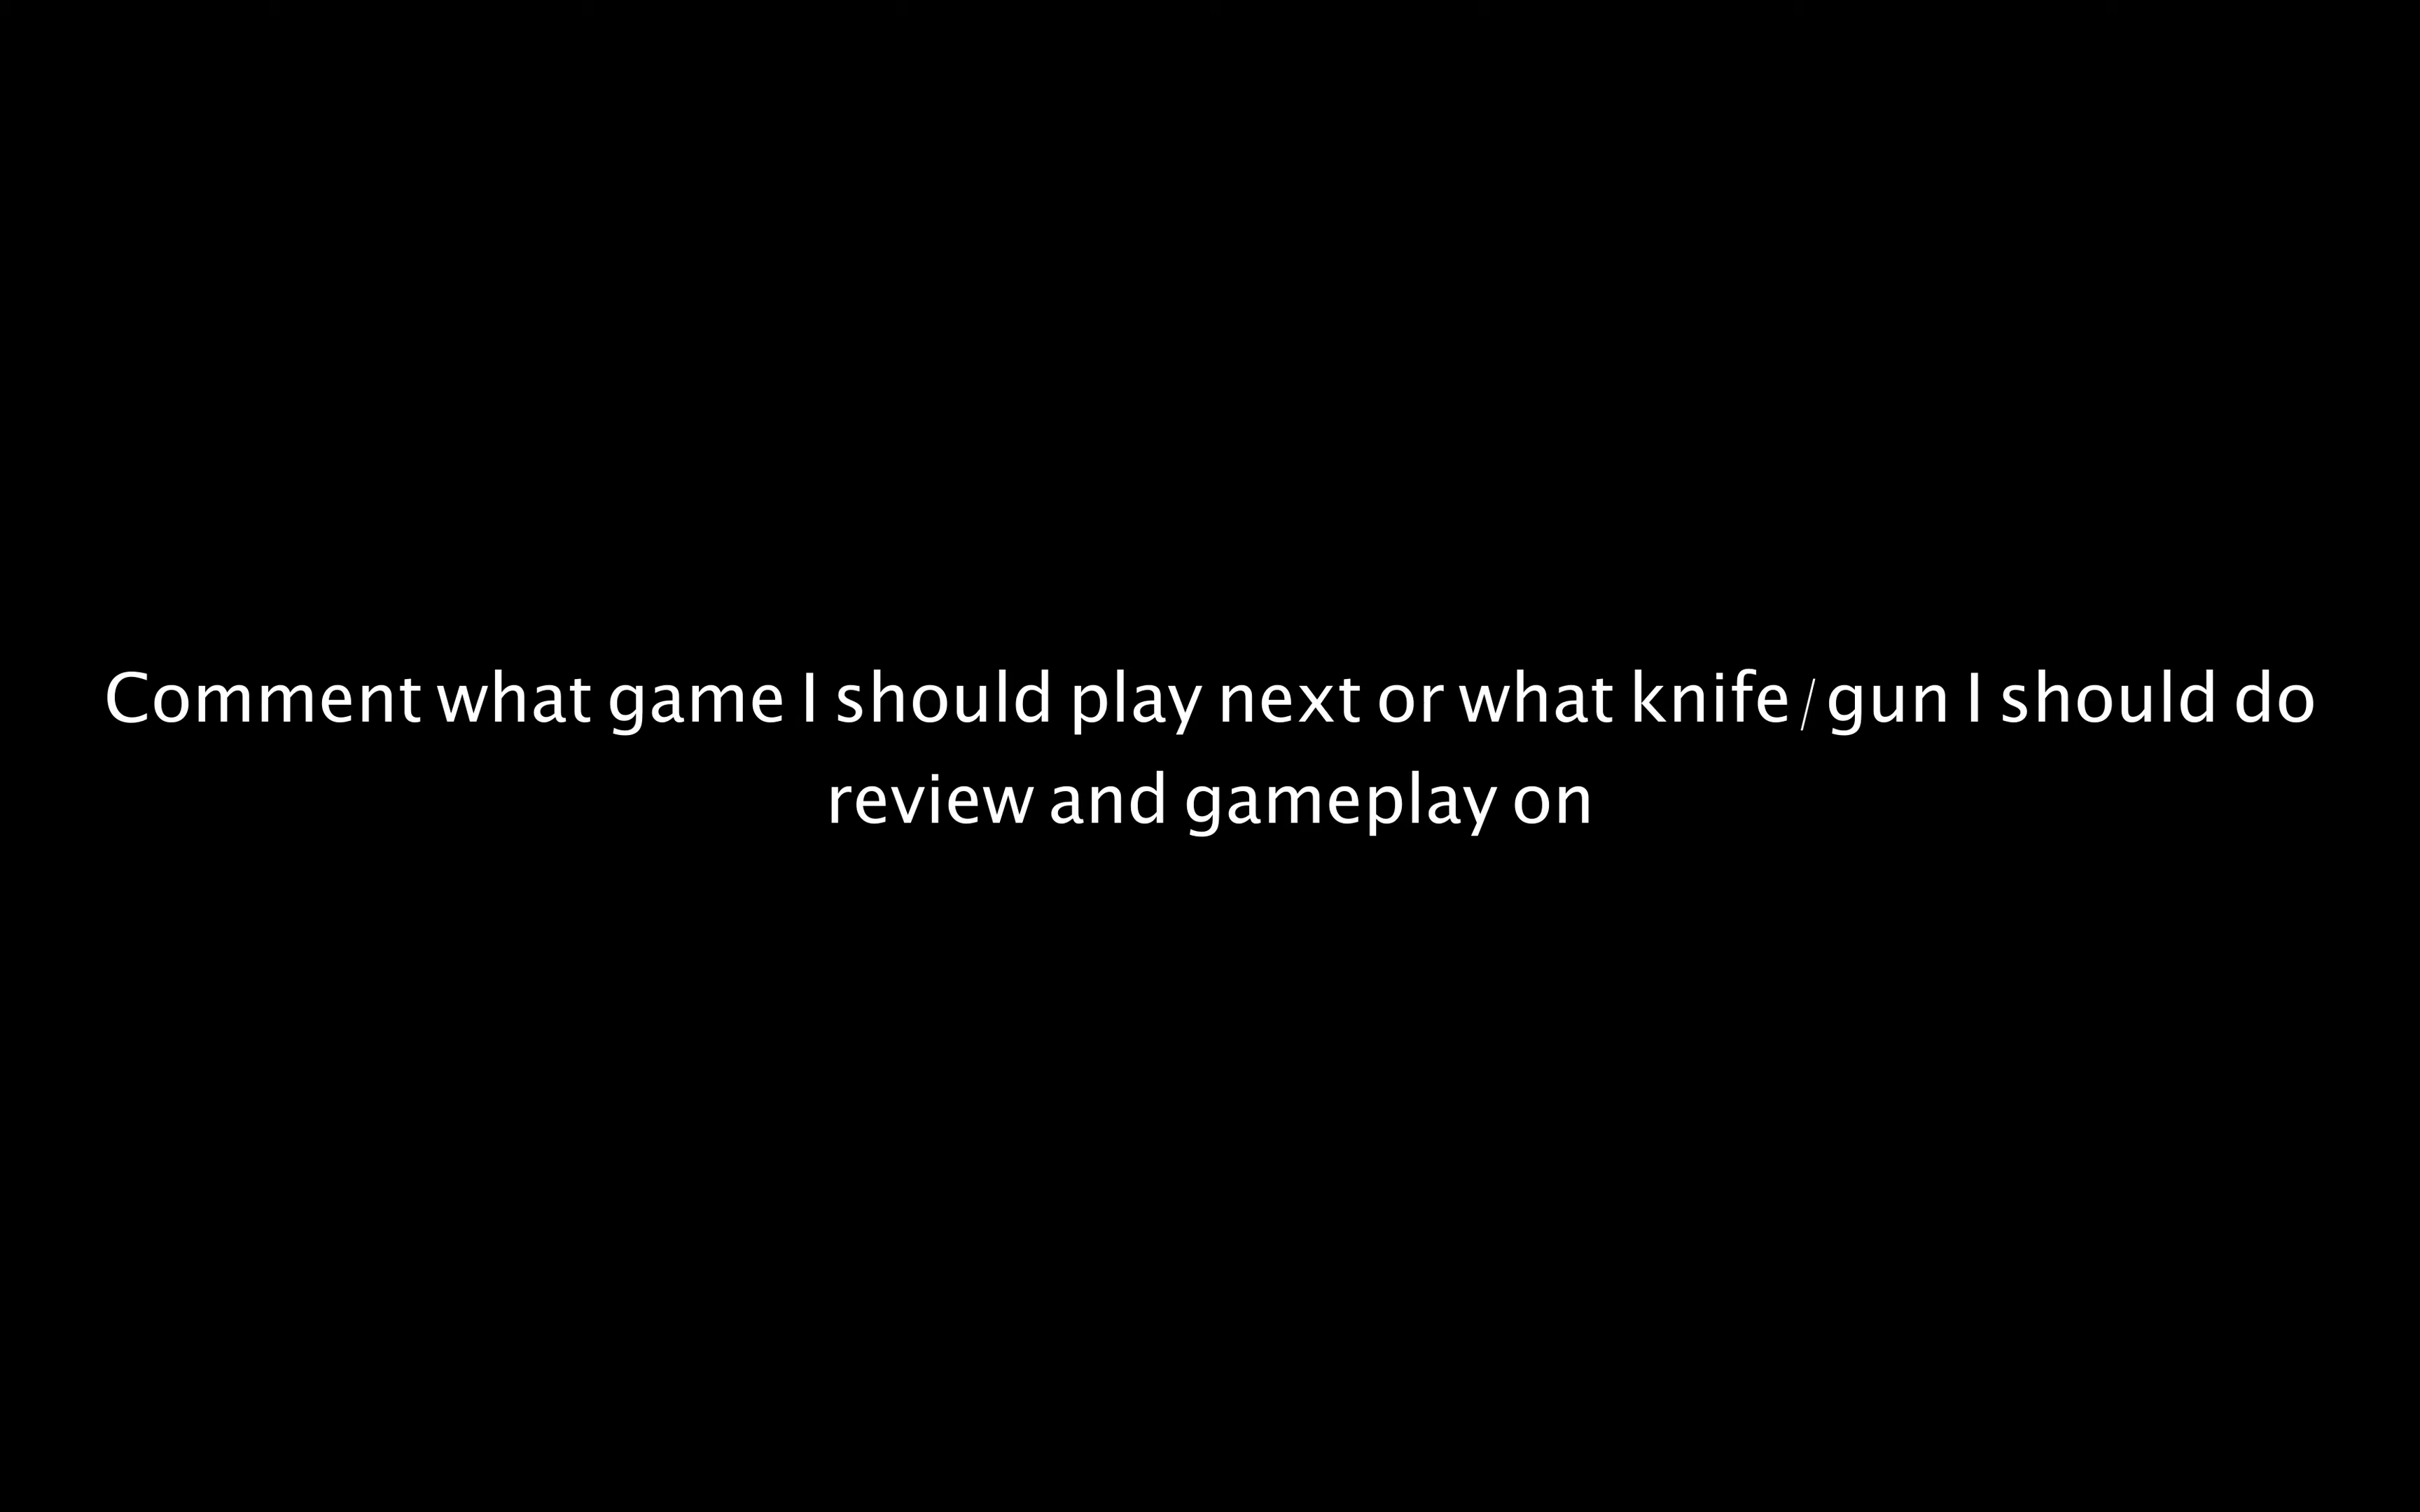 Comment what game I should play next or what knife/gun I should do
review and gameplay on